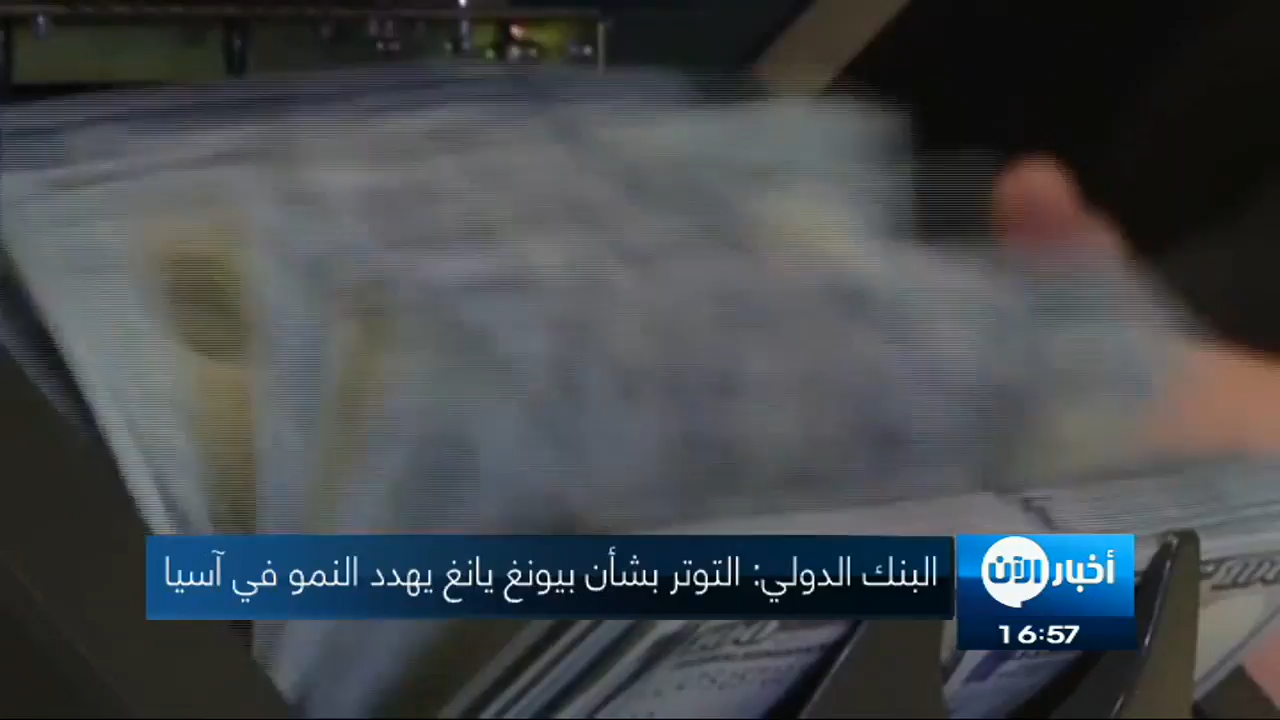 البنك الدولي: التوتر بشأن بيونغ يانغ يهدد النمو في آسيا
أخبار الآن
16:57